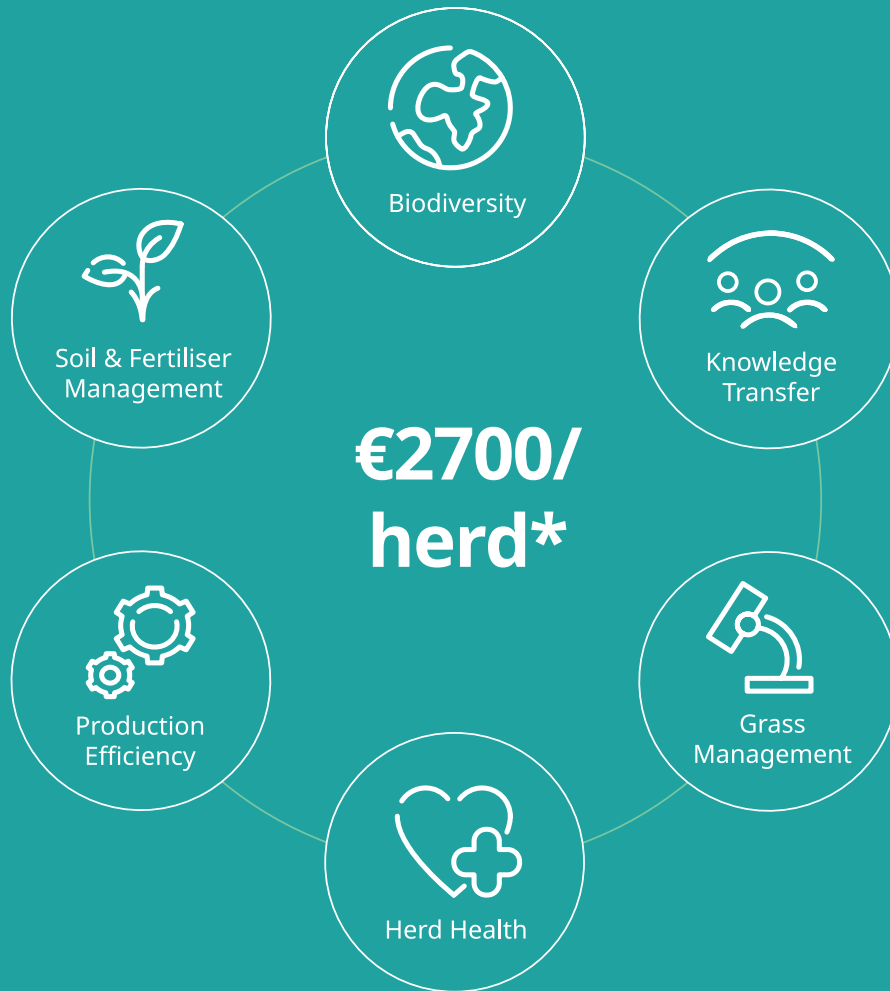 Biodiversity
Soil & Fertiliser
Management
Knowledge
Transfer
€2700/
herd*
Production
Efficiency
Grass
Management
Herd Health